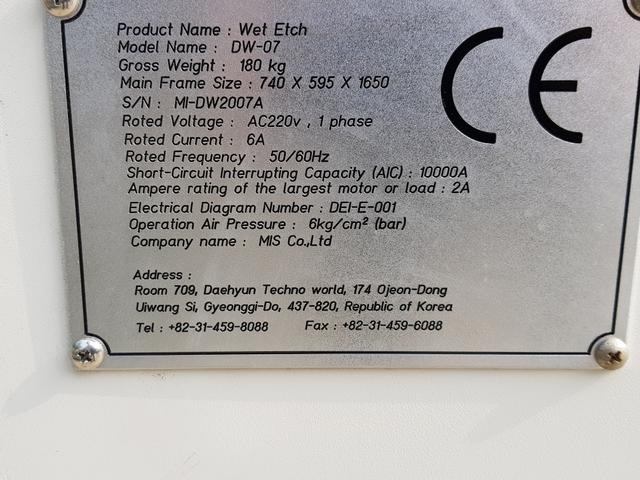 Product Name : Wet Etch
Model Name : DW-07
Gross Weight : 180 kg
Main Frame Size : 740 X 595 X 1650
S/N : MI-DW2007A
Rated Voltage : AC220v , 1 phase
Rated Current : 6A
Rated Frequency : 50/60Hz
Short-Circuit Interrupting Capacity (AIC) : 10000A
Ampere rating of the largest motor or load : 2A
Electrical Diagram Number : DEI-E-001
Operation Air Pressure : 6kg/cm² (bar)
Company name : MIS Co.,Ltd
CE
Address :
Room 709, Daehyun Techno world, 174 Ojeon-Dong
Uiwang Si, Gyeonggi-Do, 437-820, Republic of Korea
Tel : +82-31-459-8088 Fax : +82-31-459-6088